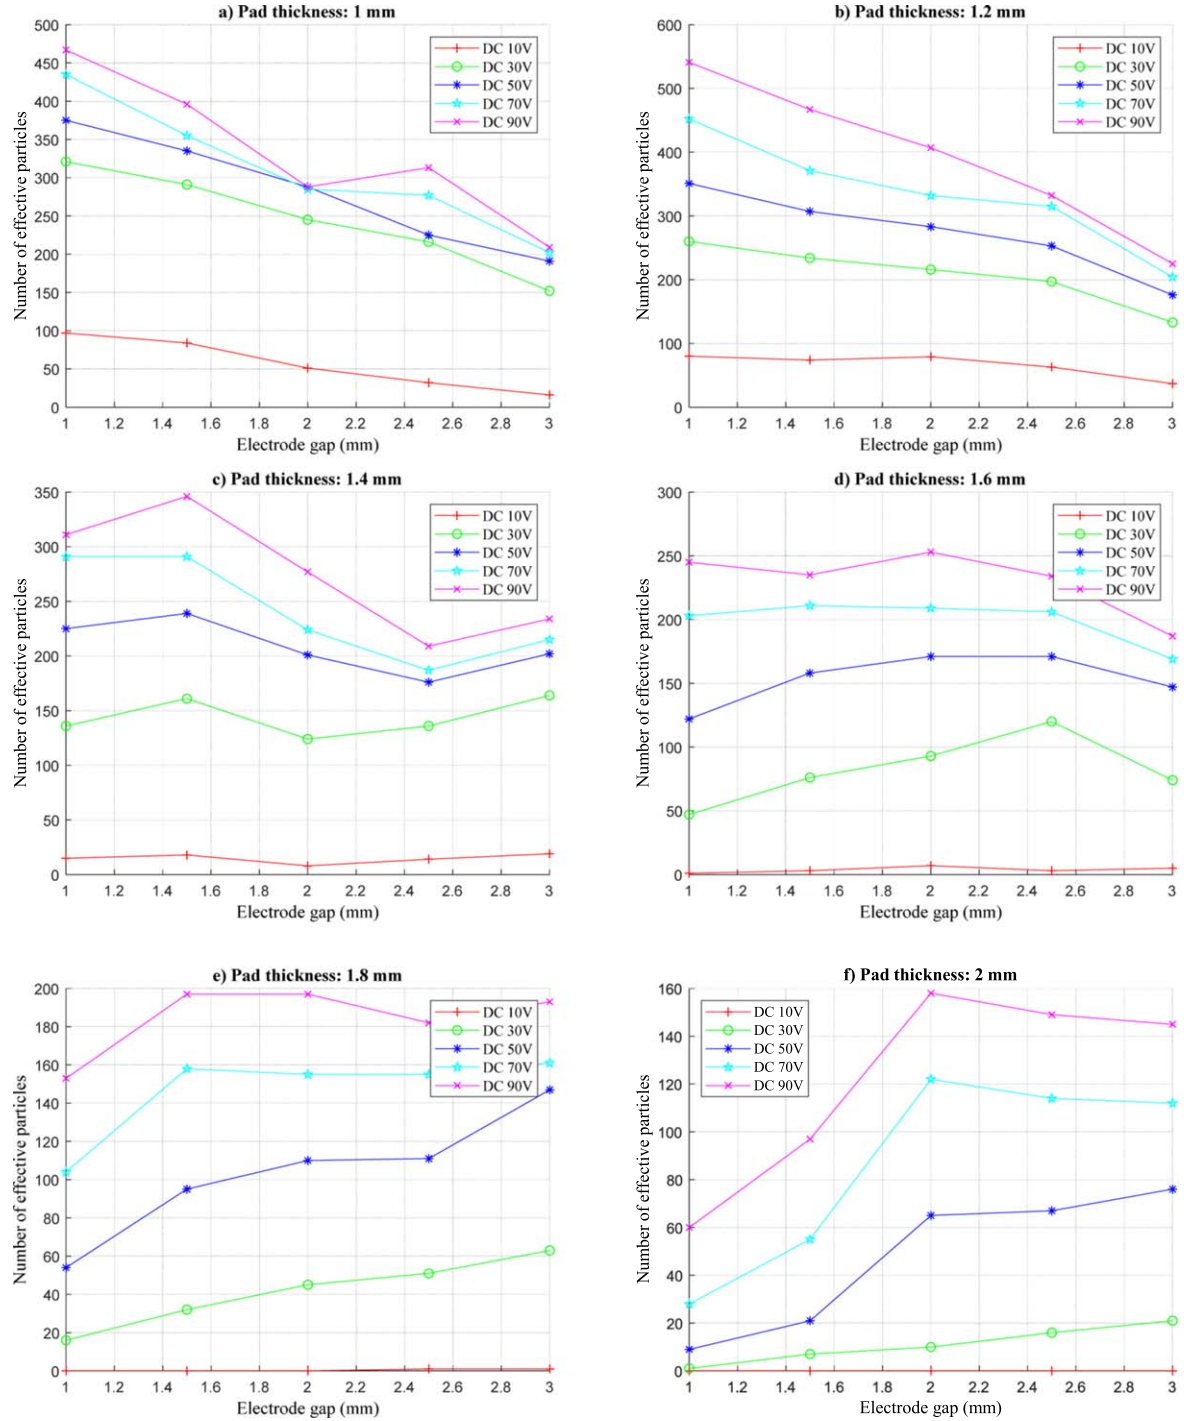 a) Pad thickness: 1 mm
500
450
400
350
300
250
200
150
100
50
0
Number of effective particles
DC 10V
DC 30V
DC 50V
DC 70V
DC 90V
1 1.2 1.4 1.6 1.8 2 2.2 2.4 2.6 2.8 3
Electrode gap (mm)
b) Pad thickness: 1.2 mm
600
500
400
300
200
100
0
Number of effective particles
DC 10V
DC 30V
DC 50V
DC 70V
DC 90V
1 1.2 1.4 1.6 1.8 2 2.2 2.4 2.6 2.8 3
Electrode gap (mm)
c) Pad thickness: 1.4 mm
350
300
250
200
150
100
50
0
Number of effective particles
DC 10V
DC 30V
DC 50V
DC 70V
DC 90V
1 1.2 1.4 1.6 1.8 2 2.2 2.4 2.6 2.8 3
Electrode gap (mm)
d) Pad thickness: 1.6 mm
300
250
200
150
100
50
0
Number of effective particles
DC 10V
DC 30V
DC 50V
DC 70V
DC 90V
1 1.2 1.4 1.6 1.8 2 2.2 2.4 2.6 2.8 3
Electrode gap (mm)
e) Pad thickness: 1.8 mm
200
180
160
140
120
100
80
60
40
20
0
Number of effective particles
DC 10V
DC 30V
DC 50V
DC 70V
DC 90V
1 1.2 1.4 1.6 1.8 2 2.2 2.4 2.6 2.8 3
Electrode gap (mm)
f) Pad thickness: 2 mm
160
140
120
100
80
60
40
20
0
Number of effective particles
DC 10V
DC 30V
DC 50V
DC 70V
DC 90V
1 1.2 1.4 1.6 1.8 2 2.2 2.4 2.6 2.8 3
Electrode gap (mm)